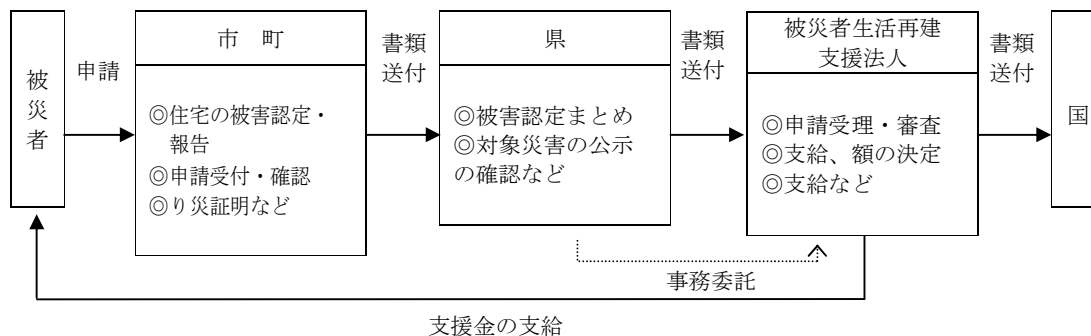 被
災
者
申請
市　町
◎住宅の被害認定・
報告
◎申請受付・確認
◎り災証明など
書類
送付
県
◎被害認定まとめ
◎対象災害の公示
の確認など
書類
送付
被災者生活再建
支援法人
◎申請受理・審査
◎支給、額の決定
◎支給など
書類
送付
国
事務委託
支援金の支給